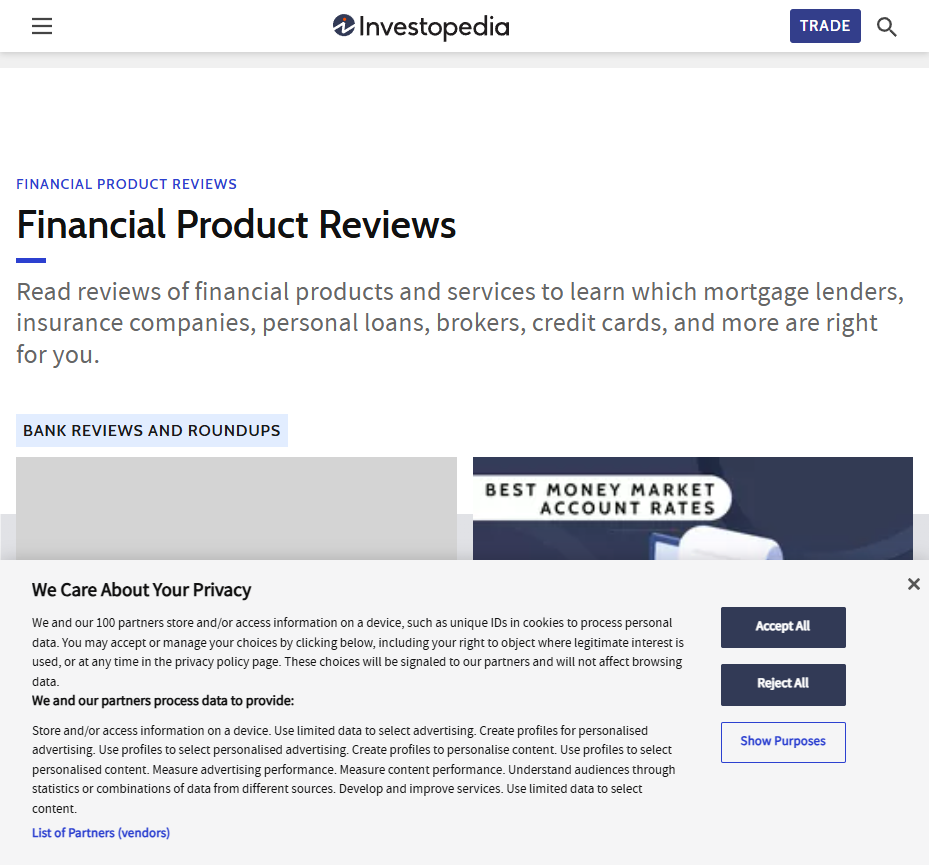 Investopedia
TRADE
FINANCIAL PRODUCT REVIEWS
Financial Product Reviews
Read reviews of financial products and services to learn which mortgage lenders,
insurance companies, personal loans, brokers, credit cards, and more are right
for you.
BANK REVIEWS AND ROUNDUPS
BEST MONEY MARKET
ACCOUNT RATES
We Care About Your Privacy
We and our 100 partners store and/or access information on a device, such as unique IDs in cookies to process personal
data. You may accept or manage your choices by clicking below, including your right to object where legitimate interest is
used, or at any time in the privacy policy page. These choices will be signaled to our partners and will not affect browsing
data.
We and our partners process data to provide:
Store and/or access information on a device. Use limited data to select advertising. Create profiles for personalised
advertising. Use profiles to select personalised advertising. Create profiles to personalise content. Use profiles to select
personalised content. Measure advertising performance. Measure content performance. Understand audiences through
statistics or combinations of data from different sources. Develop and improve services. Use limited data to select
content.
List of Partners (vendors)
Accept All
Reject All
Show Purposes